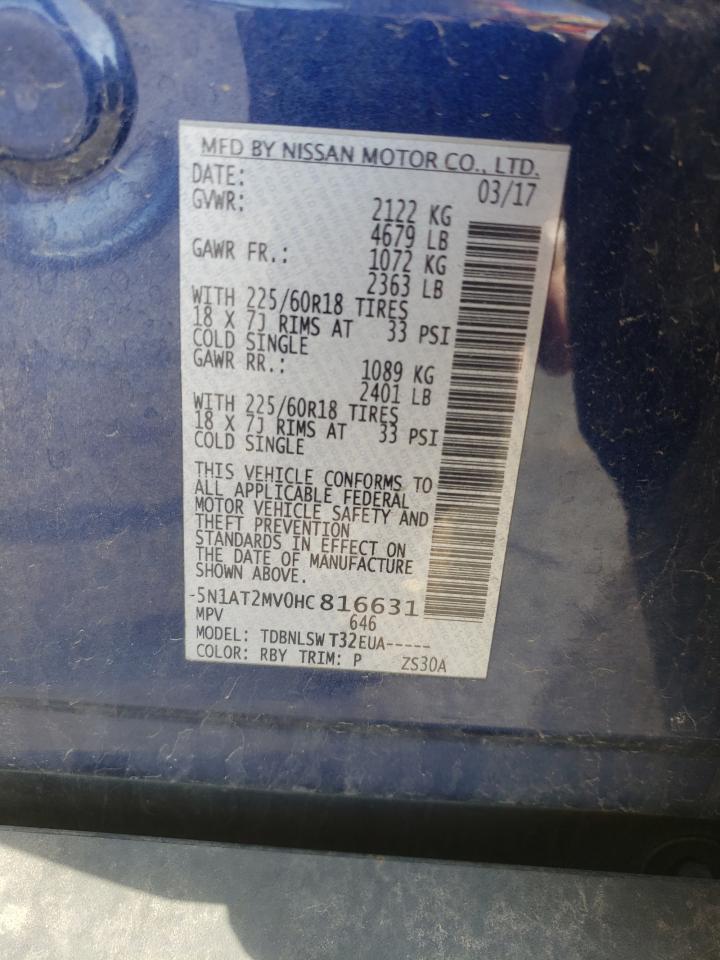 MFD BY NISSAN MOTOR CO., LTD.
DATE: 03/17
GVWR: 2122 KG
4679 LB
GAWR FR.: 1072 KG
2363 LB
WITH 225/60R18 TIRES
18 X 7J RIMS AT 33 PSI
COLD SINGLE
GAWR RR.: 1089 KG
2401 LB
WITH 225/60R18 TIRES
18 X 7J RIMS AT 33 PSI
COLD SINGLE
THIS VEHICLE CONFORMS TO
ALL APPLICABLE FEDERAL
MOTOR VEHICLE SAFETY AND
THEFT PREVENTION
STANDARDS IN EFFECT ON
THE DATE OF MANUFACTURE
SHOWN ABOVE.
-5N1AT2MV0HC816631
MPV 646
MODEL: TDBNLSW T32EUA-----
COLOR: RBY TRIM: P ZS30A